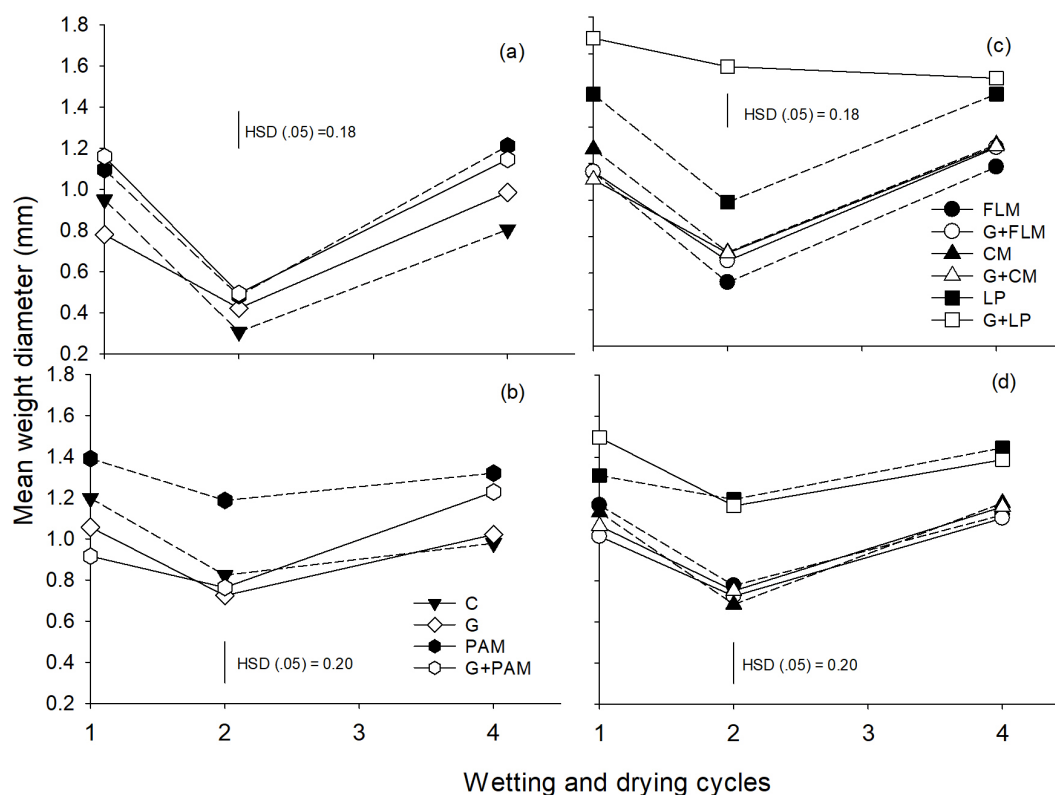 Mean weight diameter (mm)
1.8
1.6
1.4
1.2
1.0
0.8
0.6
0.4
0.2
(a)
HSD (.05) =0.18
(c)
HSD (.05) = 0.18
FLM
G+FLM
CM
G+CM
LP
G+LP
1.8
1.6
1.4
1.2
1.0
0.8
0.6
0.4
0.2
(b)
C
G
PAM
G+PAM
HSD (.05) = 0.20
1 2 3 4
(d)
HSD (.05) = 0.20
1 2 3 4
Wetting and drying cycles